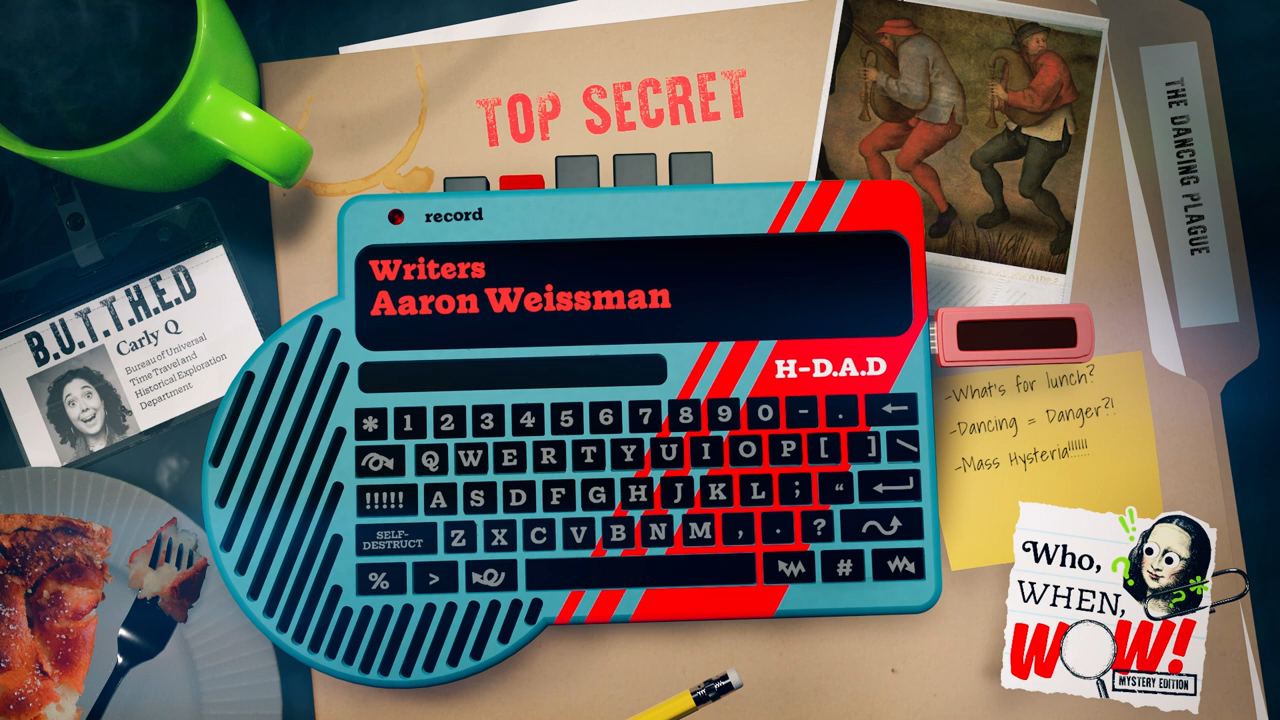 TOP SECRET
THE DANCING PLAGUE
record
Writers
Aaron Weissman
H-D.A.D
B.U.T.T.H.E.D
Carly Q
Bureau of Universal
Time Travel and
Historical Exploration
Department
* 1 2 3 4 5 6 7 8 9 0 - .
Q W E R T Y U I O P [ ] \
!!!!! A S D F G H J K L ; “
SELF-
DESTRUCT Z X C V B N M , . ?
% > #
-What's for lunch?
-Dancing = Danger?!
-Mass Hysteria!!!!!!
!!
?
?
Who,
WHEN,
WOW!
MYSTERY EDITION